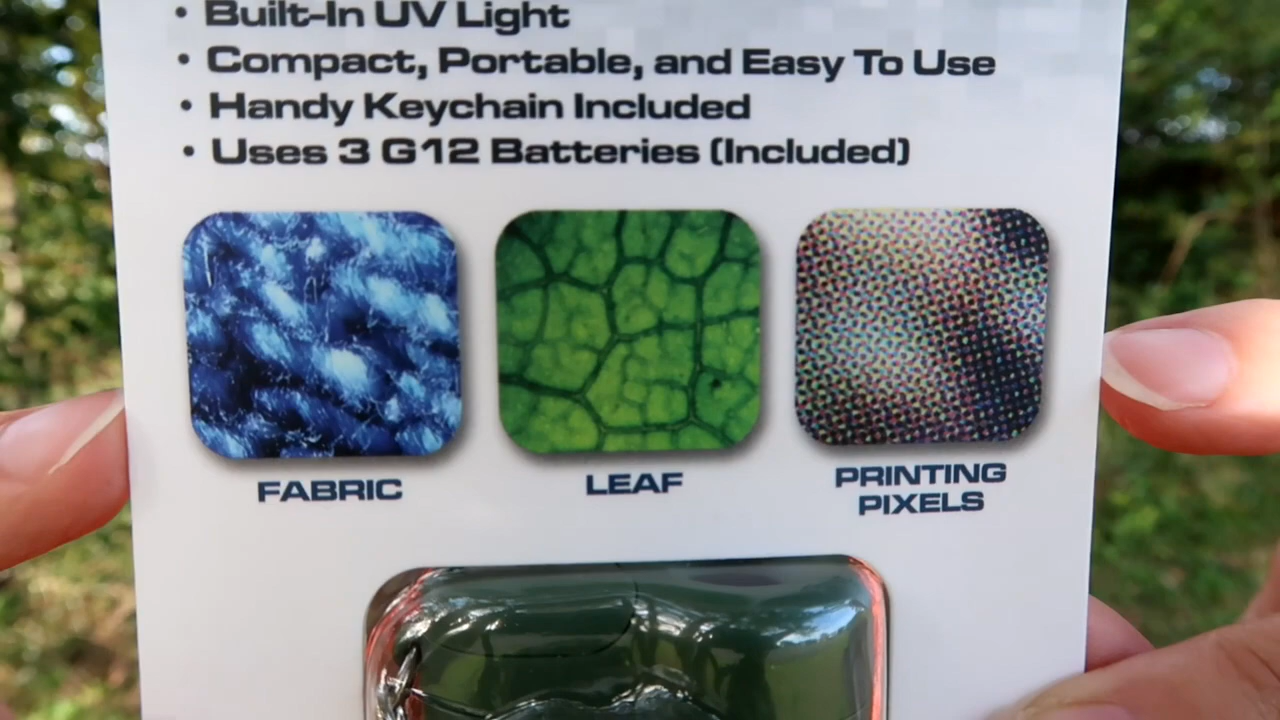 • Built-In UV Light
• Compact, Portable, and Easy To Use
• Handy Keychain Included
• Uses 3 G12 Batteries (Included)
FABRIC
LEAF
PRINTING
PIXELS